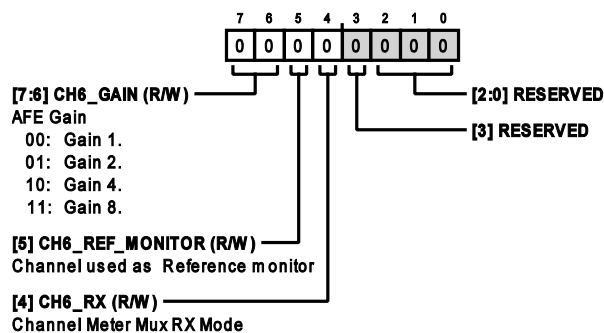 7 6 5 4 3 2 1 0
0 0 0 0 0 0 0 0
[7:6] CH6_GAIN (R/W)
AFE Gain
00: Gain 1.
01: Gain 2.
10: Gain 4.
11: Gain 8.
[5] CH6_REF_MONITOR (R/W)
Channel used as Reference monitor
[4] CH6_RX (R/W)
Channel Meter Mux RX Mode
[2:0] RESERVED
[3] RESERVED